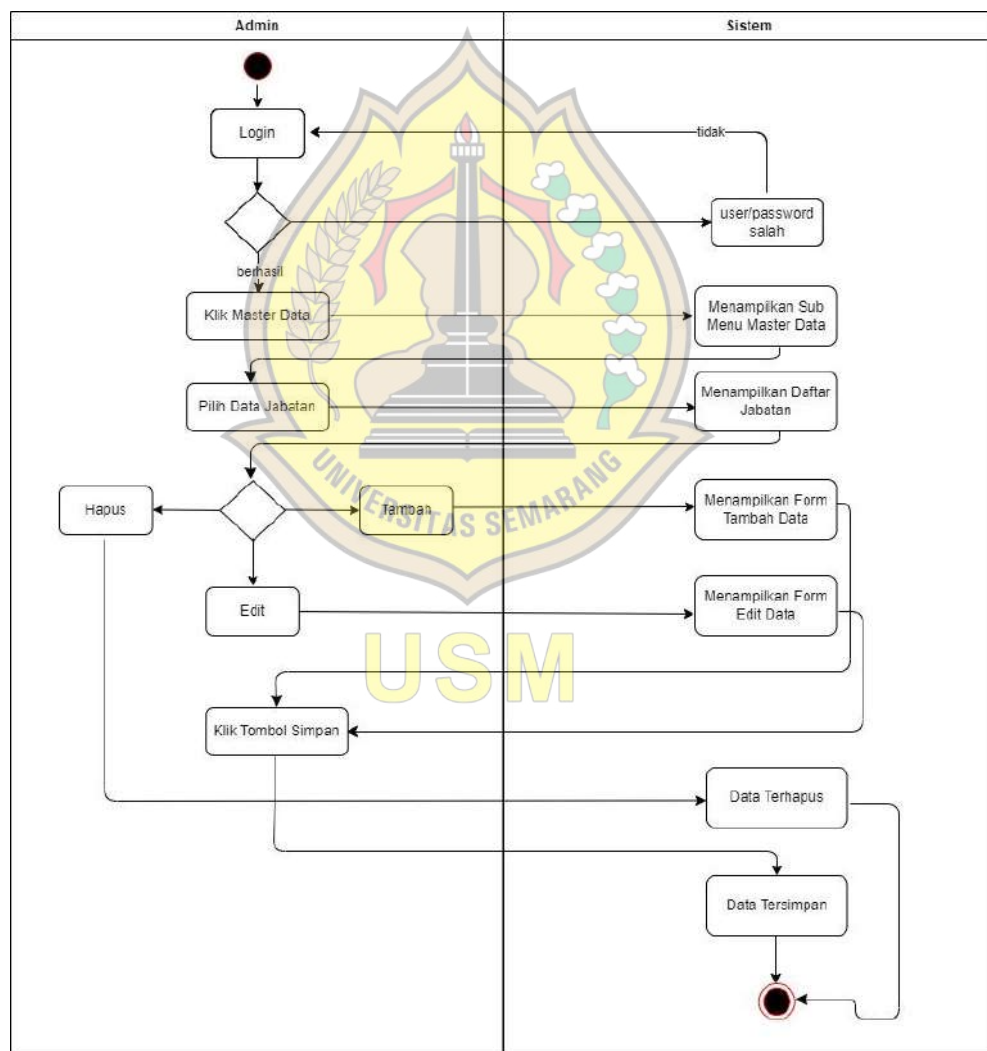 Admin
Sistem
Login
tidak
user/password
salah
berhasil
Klik Master Data
Menampilkan Sub
Menu Master Data
Pilih Data Jabatan
Menampilkan Daftar
Jabatan
Hapus
Tambah
Menampilkan Form
Tambah Data
Edit
Menampilkan Form
Edit Data
UNIVERSITAS SEMARANG
USM
Klik Tombol Simpan
Data Terhapus
Data Tersimpan